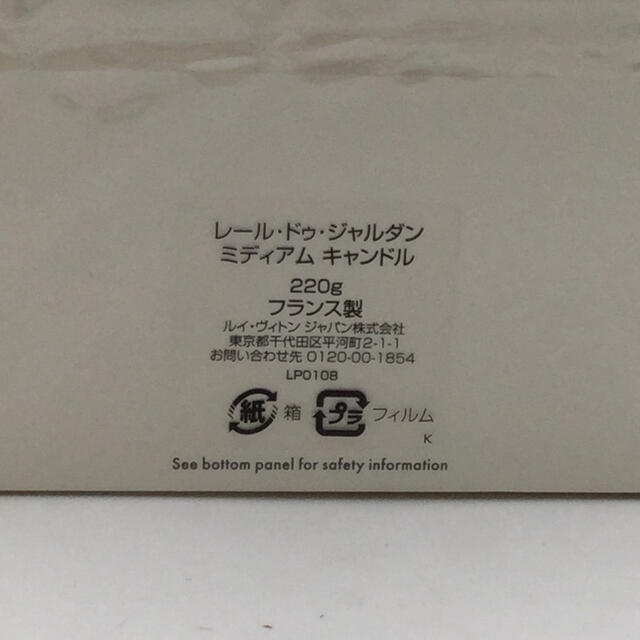 レール・ドゥ・ジャルダン
ミディアム キャンドル
220g
フランス製
ルイ・ヴィトン ジャパン株式会社
東京都千代田区平河町2-1-1
お問い合わせ先 0120-00-1854
LP0108
紙 箱 プラ フィルム
K
See bottom panel for safety information